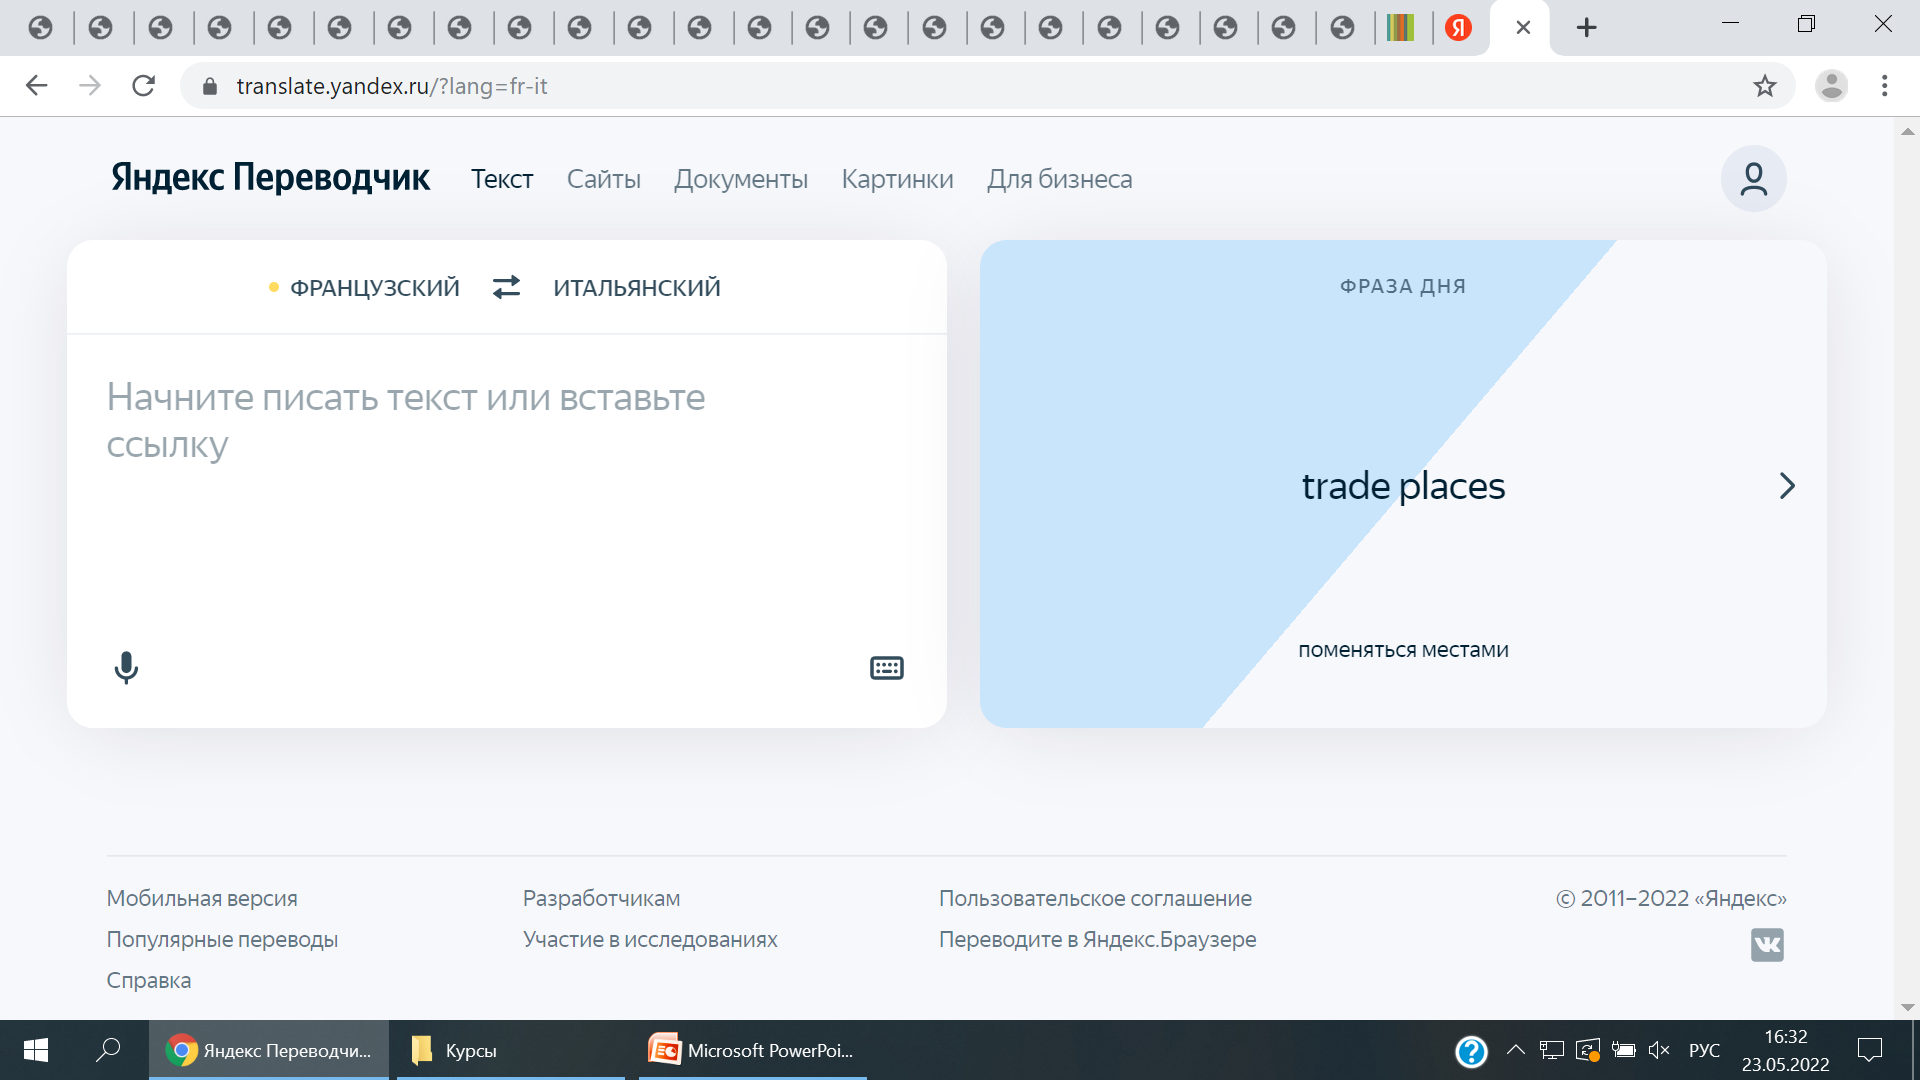 translate.yandex.ru/?lang=fr-it
Яндекс Переводчик Текст Сайты Документы Картинки Для бизнеса
ФРАНЦУЗСКИЙ ИТАЛЬЯНСКИЙ
Начните писать текст или вставьте
ссылку
ФРАЗА ДНЯ
trade places
поменяться местами
Мобильная версия Разработчикам Пользовательское соглашение © 2011–2022 «Яндекс»
Популярные переводы Участие в исследованиях Переводите в Яндекс.Браузере
Справка
Яндекс Переводчи... Курсы Microsoft PowerPoi... РУС 16:32
23.05.2022